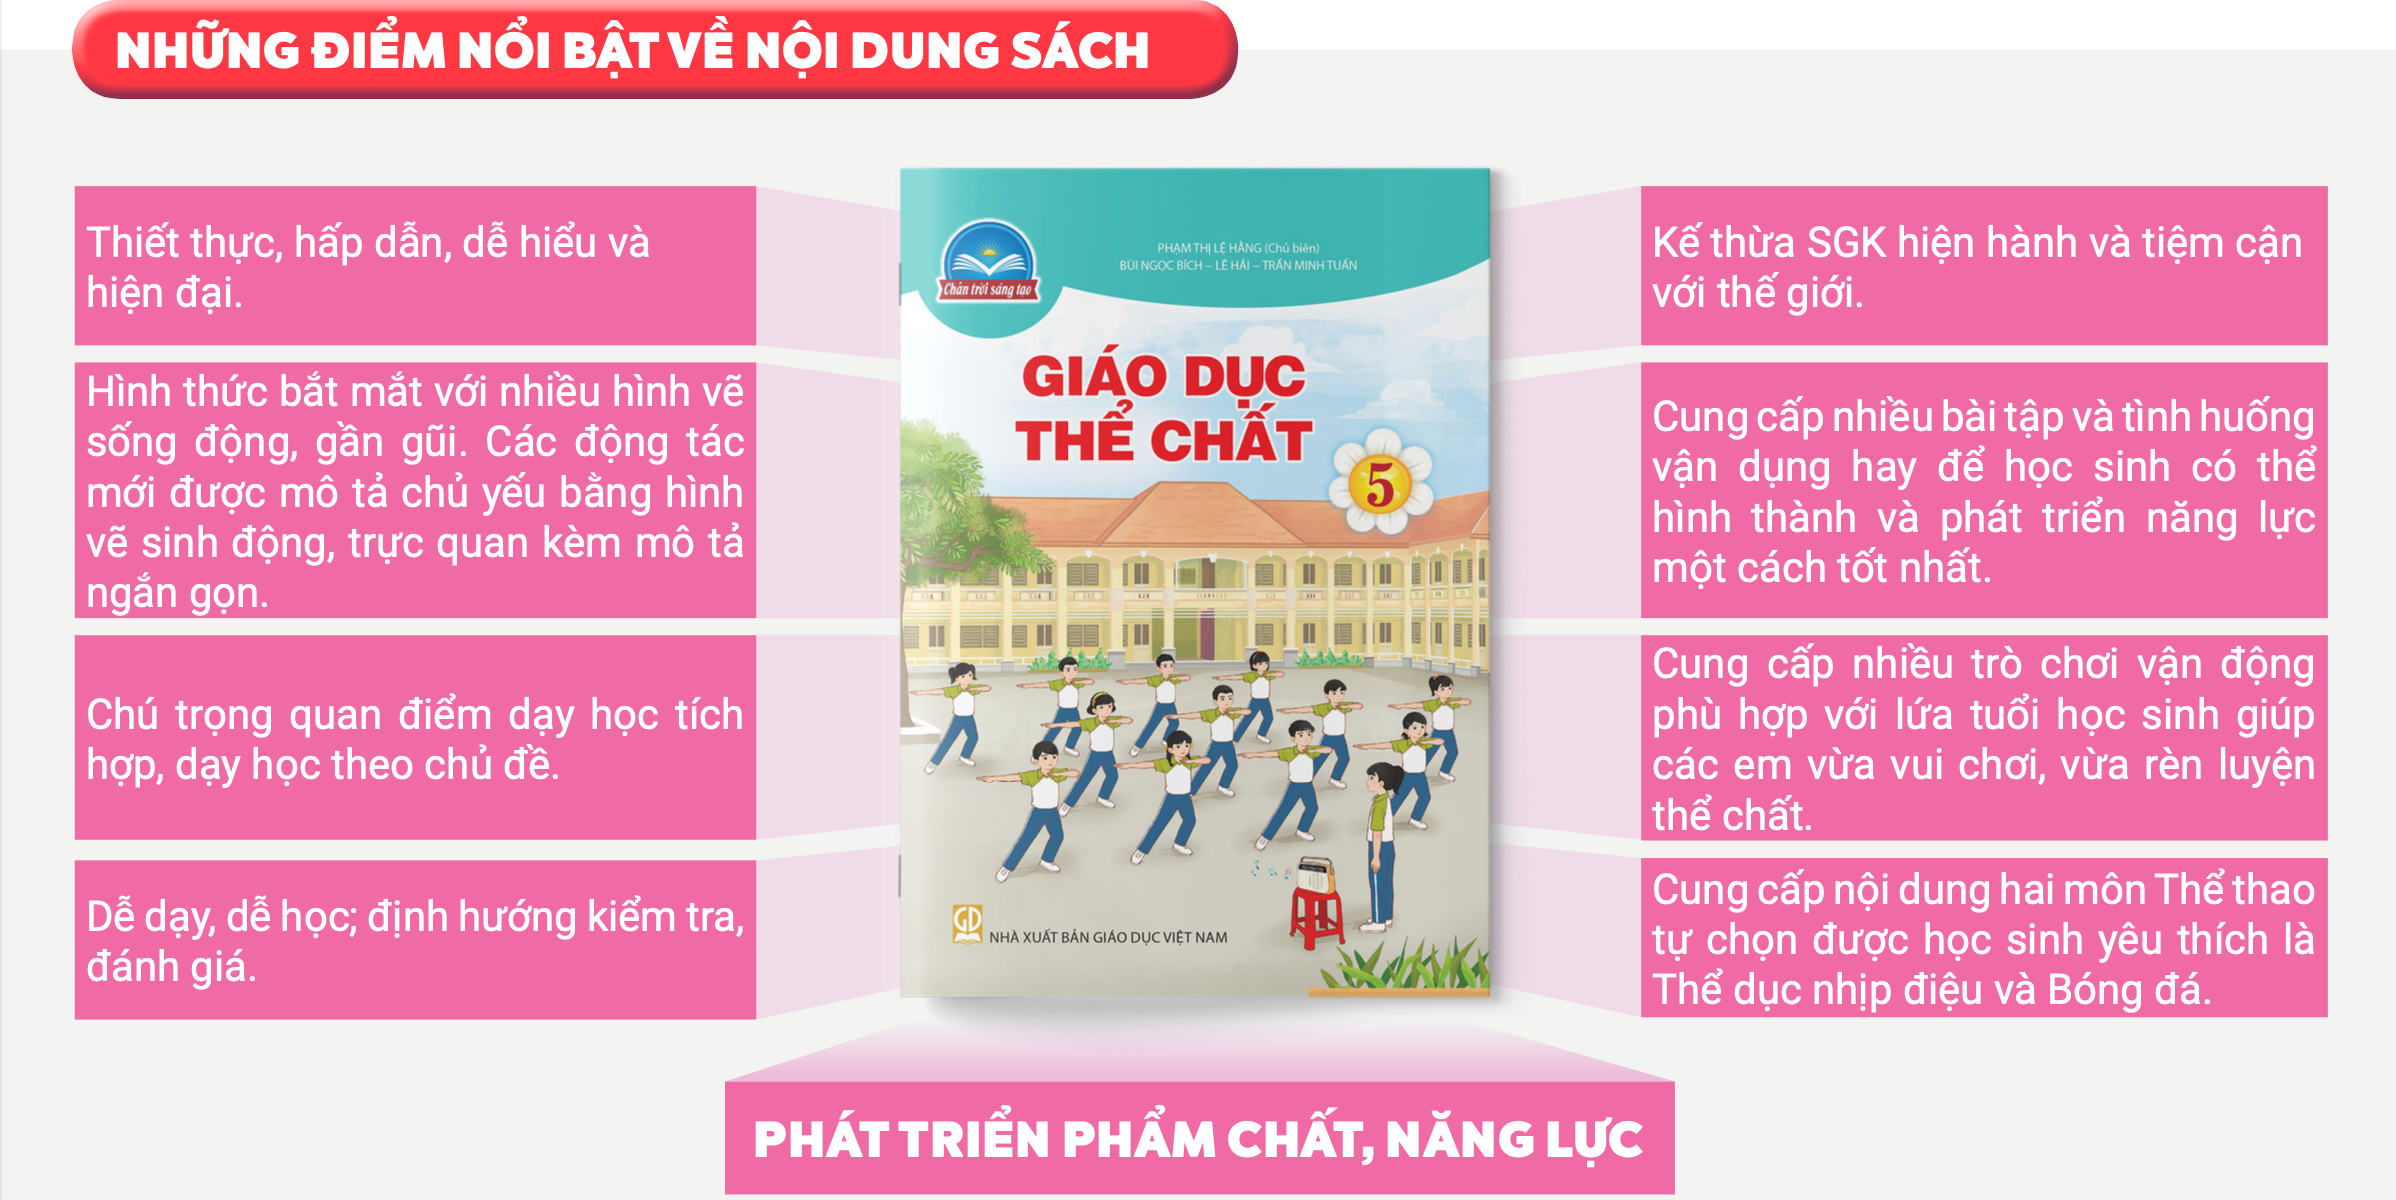 NHỮNG ĐIỂM NỔI BẬT VỀ NỘI DUNG SÁCH
Thiết thực, hấp dẫn, dễ hiểu và
hiện đại.
Hình thức bắt mắt với nhiều hình vẽ
sống động, gần gũi. Các động tác
mới được mô tả chủ yếu bằng hình
vẽ sinh động, trực quan kèm mô tả
ngắn gọn.
Chú trọng quan điểm dạy học tích
hợp, dạy học theo chủ đề.
Dễ dạy, dễ học; định hướng kiểm tra,
đánh giá.
PHẠM THỊ LỆ HẰNG (Chủ biên)
BÙI NGỌC BÍCH – LÊ HẢI – TRẦN MINH TUẤN
Chân trời sáng tạo
GIÁO DỤC
THỂ CHẤT
5
GD
NHÀ XUẤT BẢN GIÁO DỤC VIỆT NAM
Kế thừa SGK hiện hành và tiệm cận
với thế giới.
Cung cấp nhiều bài tập và tình huống
vận dụng hay để học sinh có thể
hình thành và phát triển năng lực
một cách tốt nhất.
Cung cấp nhiều trò chơi vận động
phù hợp với lứa tuổi học sinh giúp
các em vừa vui chơi, vừa rèn luyện
thể chất.
Cung cấp nội dung hai môn Thể thao
tự chọn được học sinh yêu thích là
Thể dục nhịp điệu và Bóng đá.
PHÁT TRIỂN PHẨM CHẤT, NĂNG LỰC